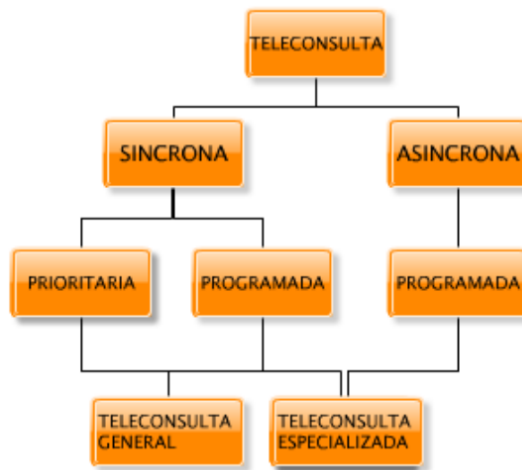 TELECONSULTA
SINCRONA
ASINCRONA
PRIORITARIA
PROGRAMADA
PROGRAMADA
TELECONSULTA
GENERAL
TELECONSULTA
ESPECIALIZADA